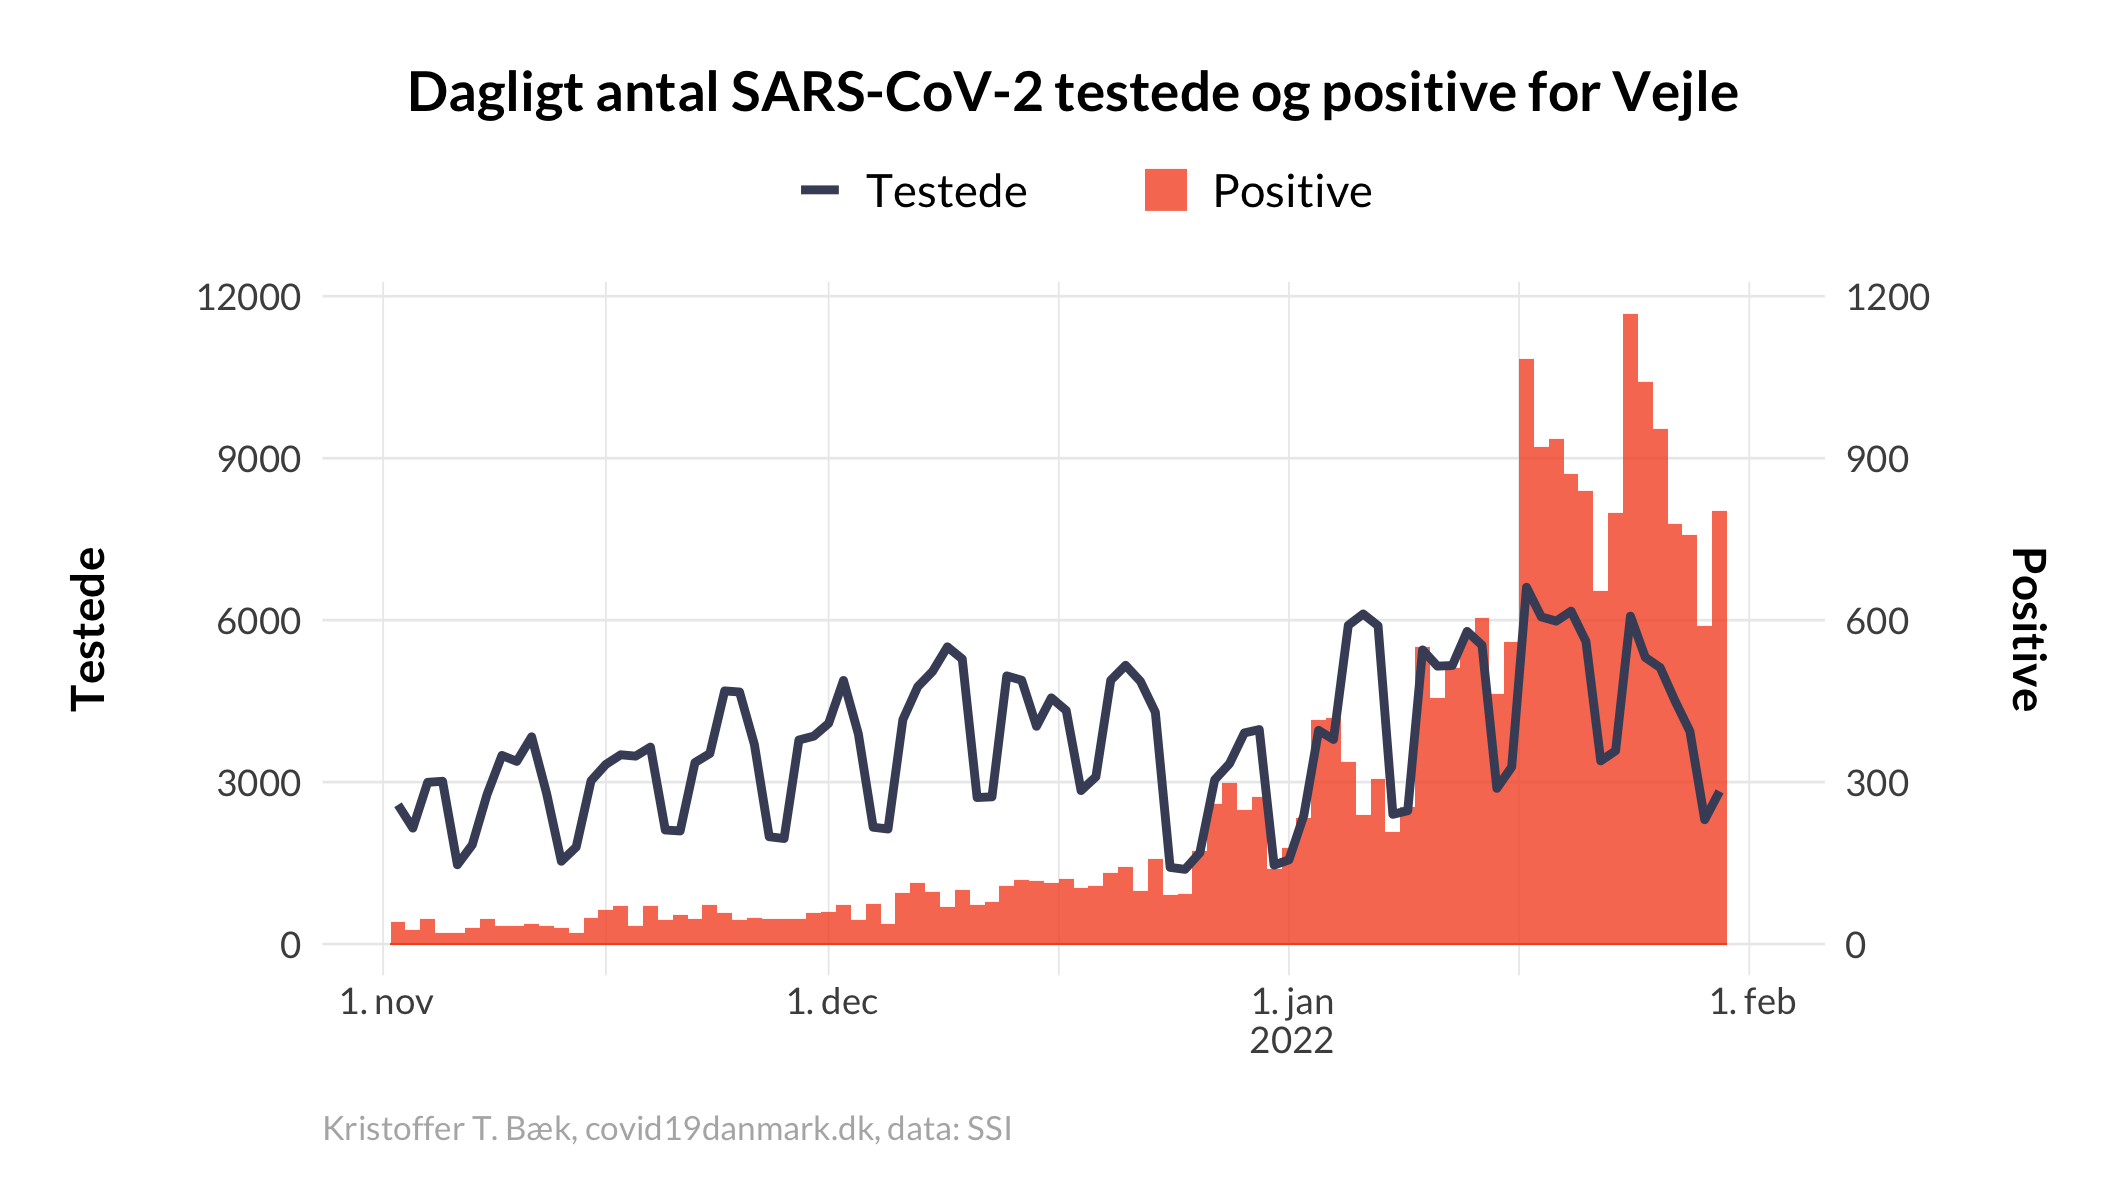 Dagligt antal SARS-CoV-2 testede og positive for Vejle
Testede
Positive
12000
9000
6000
3000
0
Testede
1200
900
600
300
0
Positive
1. nov
1. dec
1. jan
2022
1. feb
Kristoffer T. Bæk, covid19danmark.dk, data: SSI